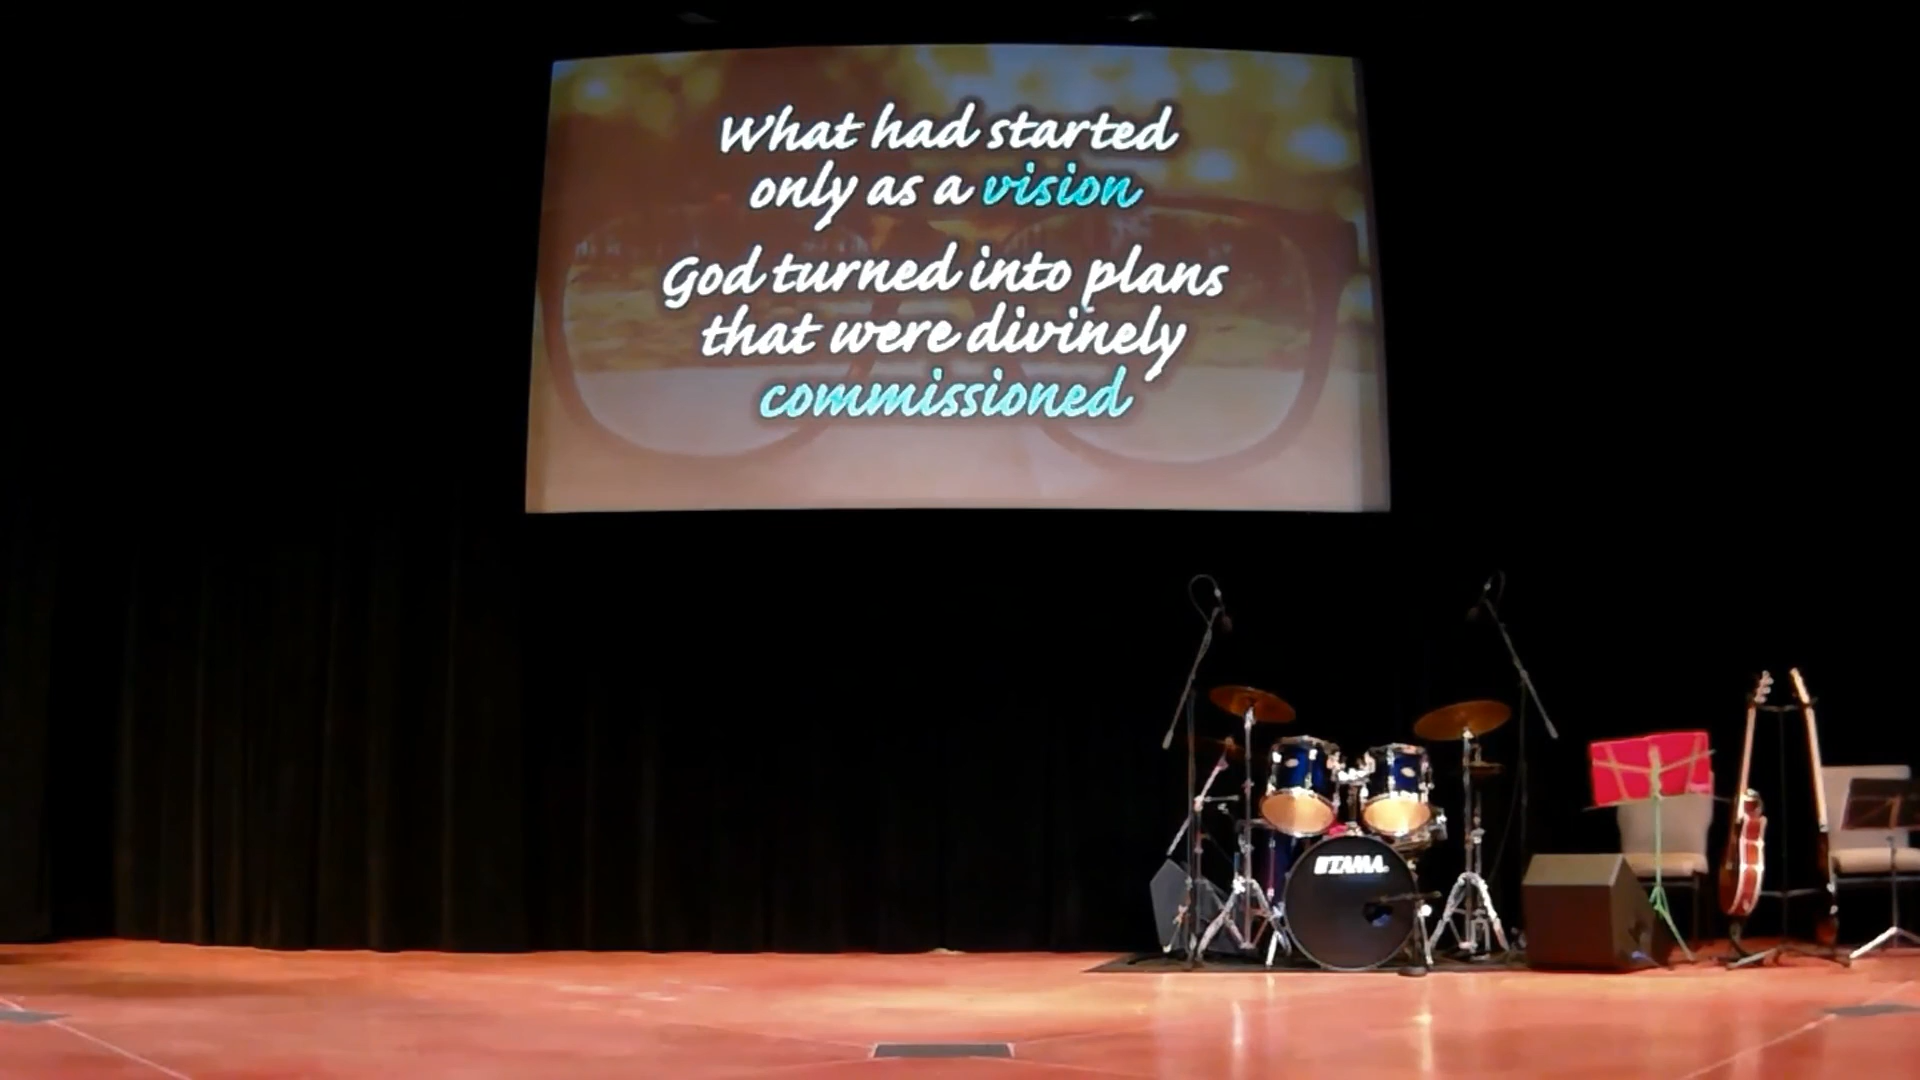 What had started
only as a vision
God turned into plans
that were divinely
commissioned
TAMA